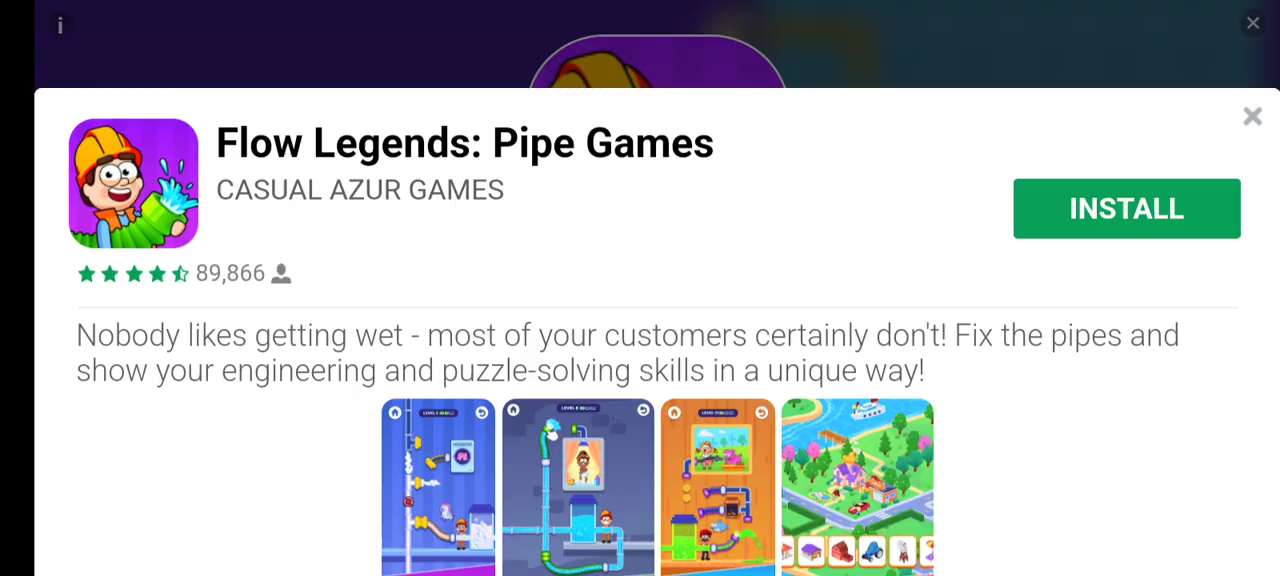 i
Flow Legends: Pipe Games
CASUAL AZUR GAMES
INSTALL
89,866
Nobody likes getting wet - most of your customers certainly don't! Fix the pipes and
show your engineering and puzzle-solving skills in a unique way!